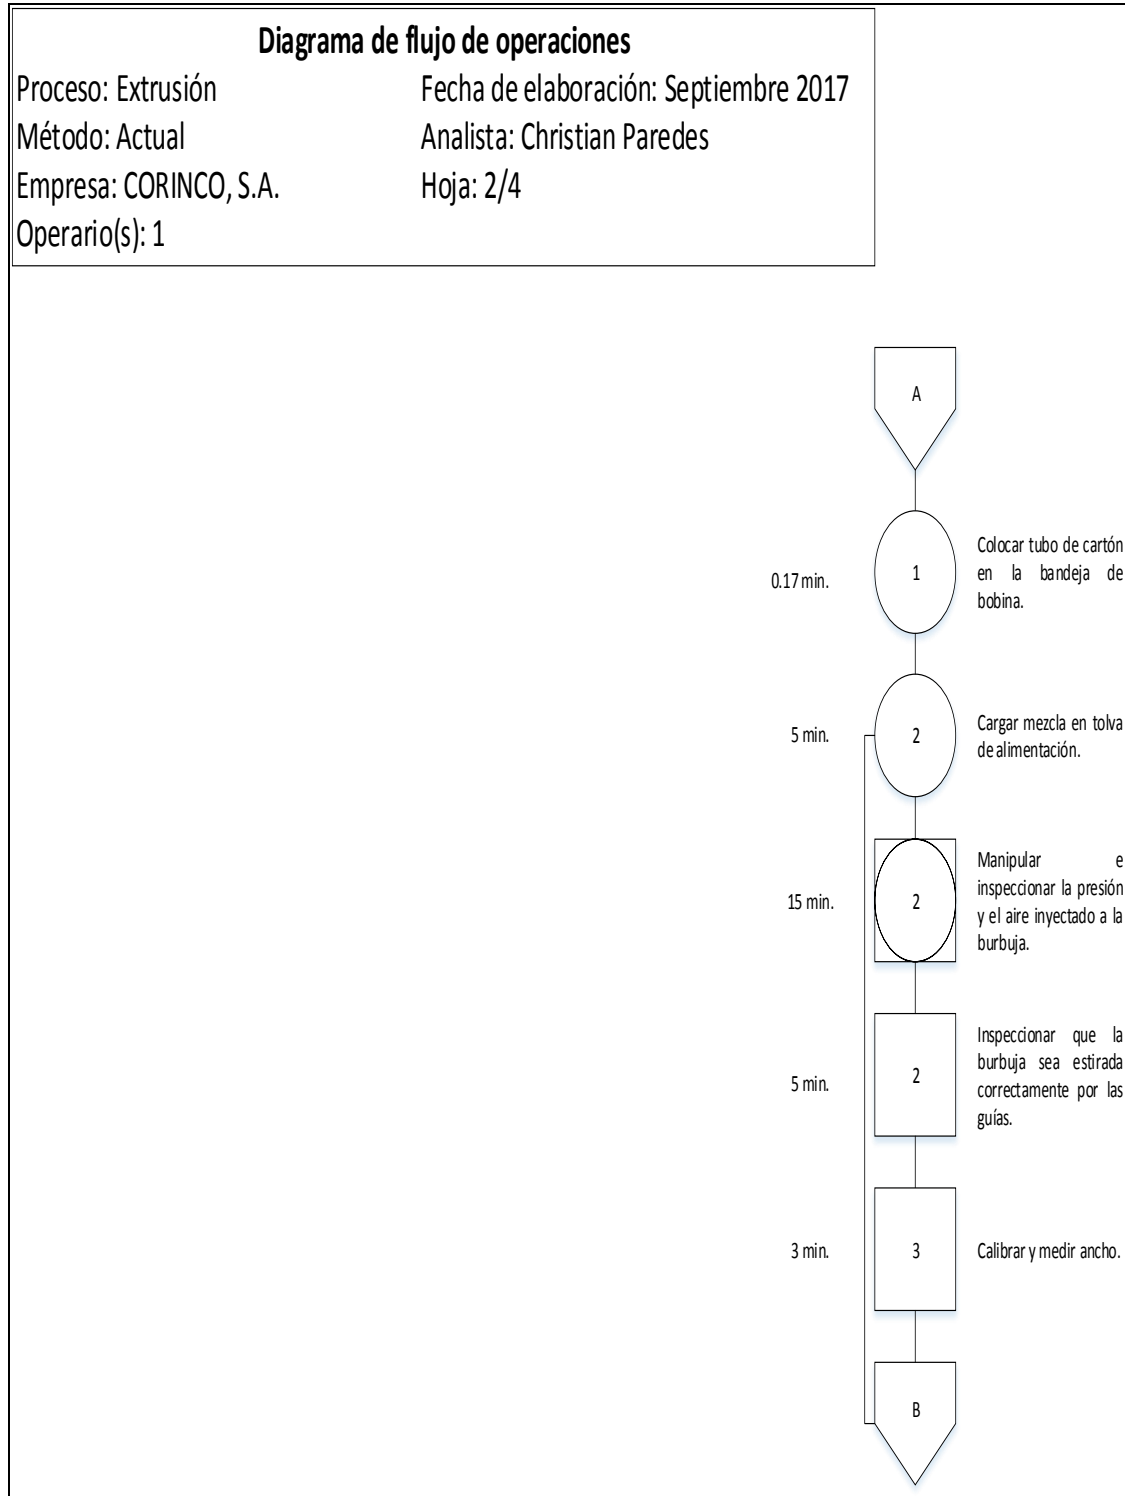 Diagrama de flujo de operaciones
Proceso: Extrusión Fecha de elaboración: Septiembre 2017
Método: Actual Analista: Christian Paredes
Empresa: CORINCO, S.A. Hoja: 2/4
Operario(s): 1
A
0.17 min.
1
Colocar tubo de cartón
en la bandeja de
bobina.
5 min.
2
Cargar mezcla en tolva
de alimentación.
15 min.
2
Manipular e
inspeccionar la presión
y el aire inyectado a la
burbuja.
5 min.
2
Inspeccionar que la
burbuja sea estirada
correctamente por las
guías.
3 min.
3
Calibrar y medir ancho.
B